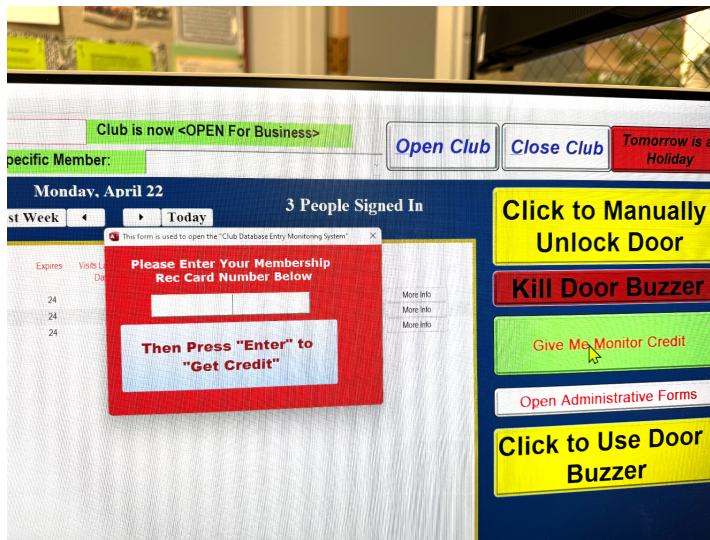 Club is now <OPEN For Business>
Open Club
Close Club
Tomorrow is a
Holiday
pecific Member:
Monday, April 22
3 People Signed In
st Week
Today
Click to Manually
Unlock Door
This form is used to open the "Club Database Entry Monitoring System"
Please Enter Your Membership
Rec Card Number Below
Expires
Visits
Kill Door Buzzer
24
More Info
24
More Info
24
More Info
Then Press "Enter" to
"Get Credit"
Give Me Monitor Credit
Open Administrative Forms
Click to Use Door
Buzzer